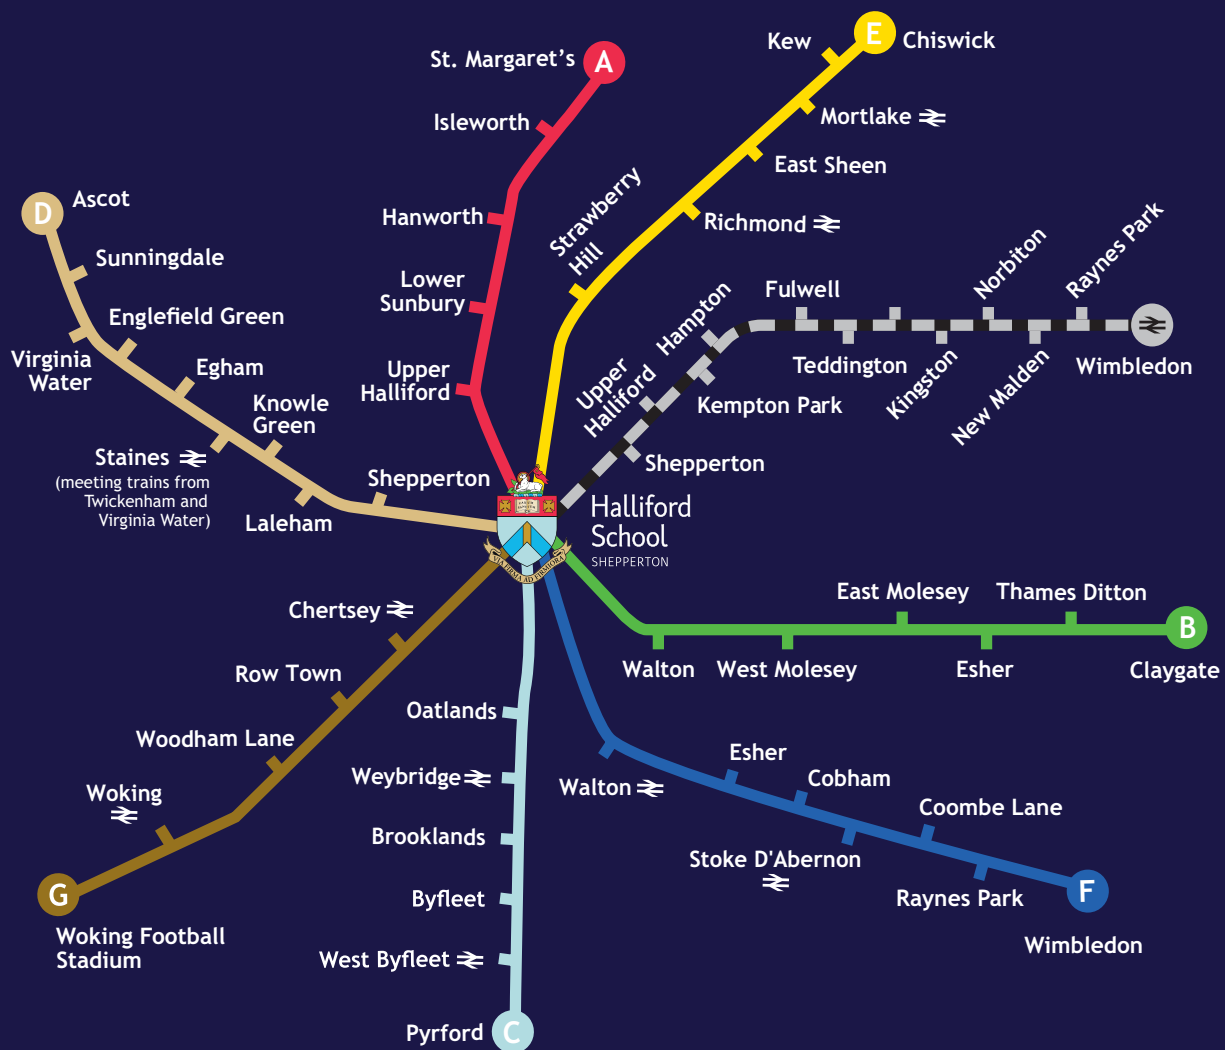 A
St. Margaret's
Isleworth
Hanworth
Lower
Sunbury
Upper
Halliford
E
Chiswick
Kew
Mortlake
East Sheen
Richmond
Strawberry
Hill
D
Ascot
Sunningdale
Englefield Green
Virginia
Water
Egham
Knowle
Green
Staines
(meeting trains from
Twickenham and
Virginia Water)
Laleham
Shepperton
Raynes Park
Norbiton
Fulwell
Hampton
Upper
Halliford
Teddington
Kingston
New Malden
Wimbledon
Kempton Park
Shepperton
Halliford
School
SHEPPERTON
VIA FIRMA AD FIRMIORA
East Molesey
Thames Ditton
B
Walton
West Molesey
Esher
Claygate
Chertsey
Row Town
Woodham Lane
Woking
G
Woking Football
Stadium
Oatlands
Weybridge
Brooklands
Byfleet
West Byfleet
Pyrford
C
Walton
Esher
Cobham
Coombe Lane
Stoke D'Abernon
Raynes Park
F
Wimbledon